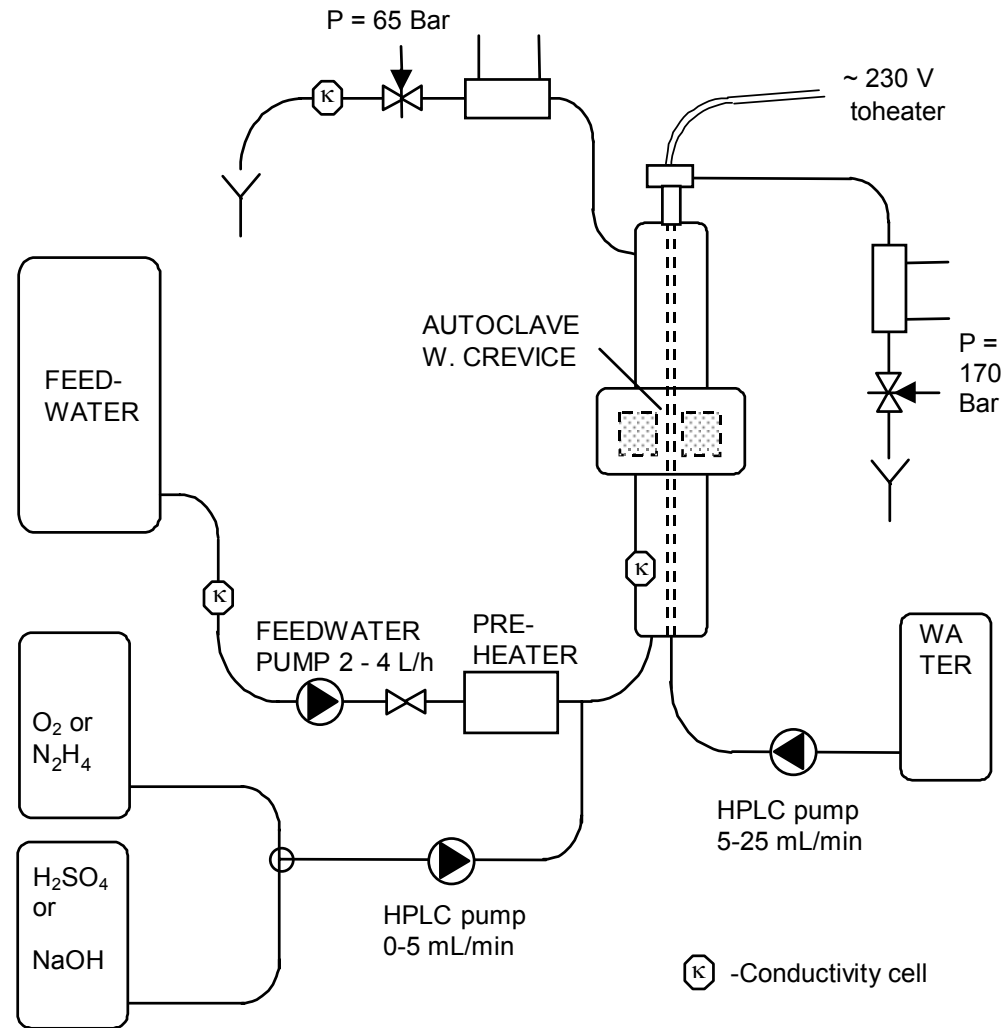 P = 65 Bar
κ
~ 230 V
toheater
AUTOCLAVE
W. CREVICE
P =
170
Bar
FEED-
WATER
κ
κ
FEEDWATER
PUMP 2 - 4 L/h
PRE-
HEATER
WA
TER
O₂ or
N₂H₄
HPLC pump
5-25 mL/min
H₂SO₄
or
NaOH
HPLC pump
0-5 mL/min
κ -Conductivity cell